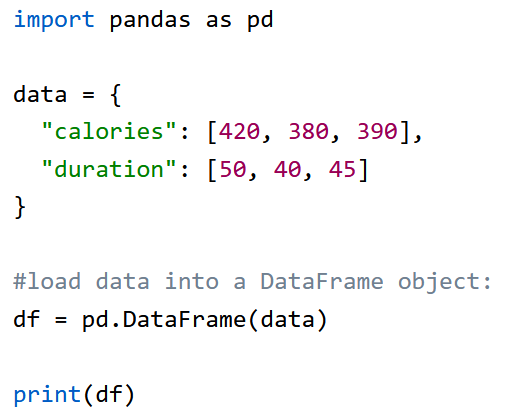 import pandas as pd
data = {
  "calories": [420, 380, 390],
  "duration": [50, 40, 45]
}
#load data into a DataFrame object:
df = pd.DataFrame(data)
print(df)